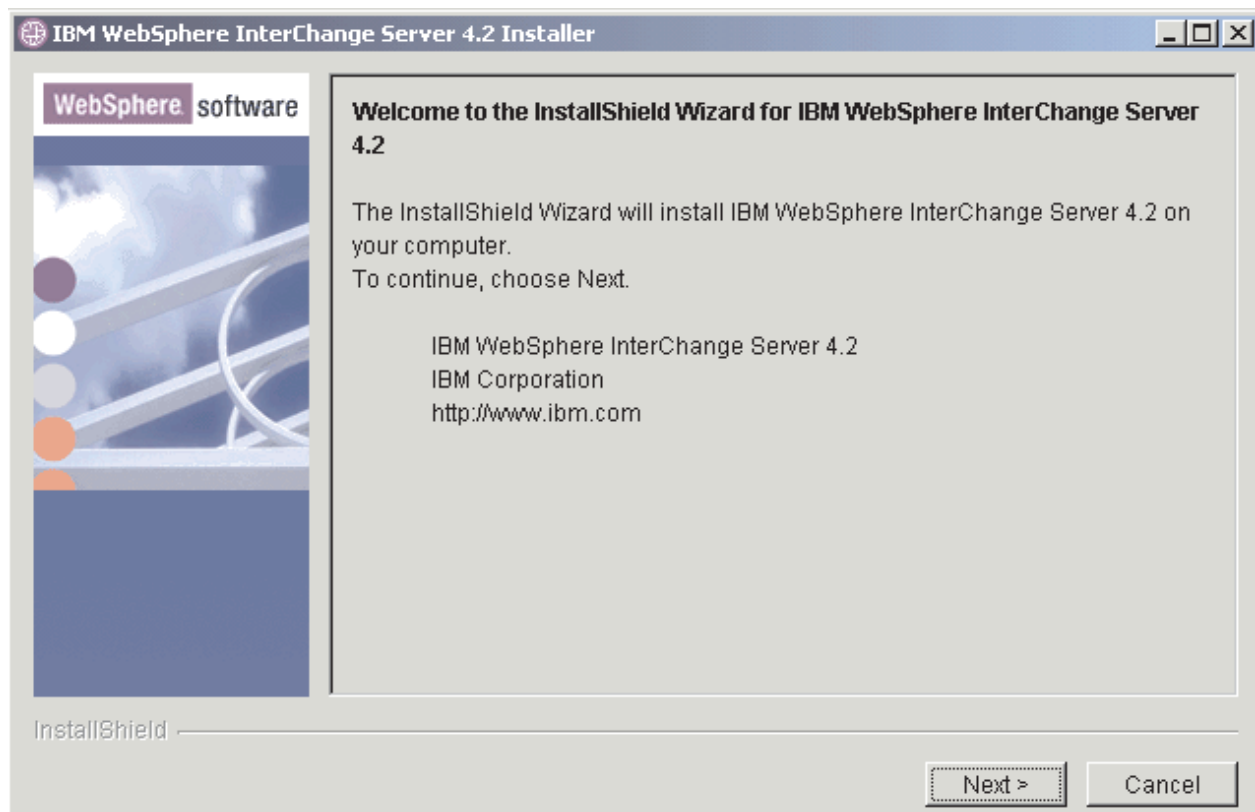 IBM WebSphere InterChange Server 4.2 Installer
WebSphere. software
Welcome to the InstallShield Wizard for IBM WebSphere InterChange Server
4.2
The InstallShield Wizard will install IBM WebSphere InterChange Server 4.2 on
your computer.
To continue, choose Next.
IBM WebSphere InterChange Server 4.2
IBM Corporation
http://www.ibm.com
InstallShield
Next >
Cancel